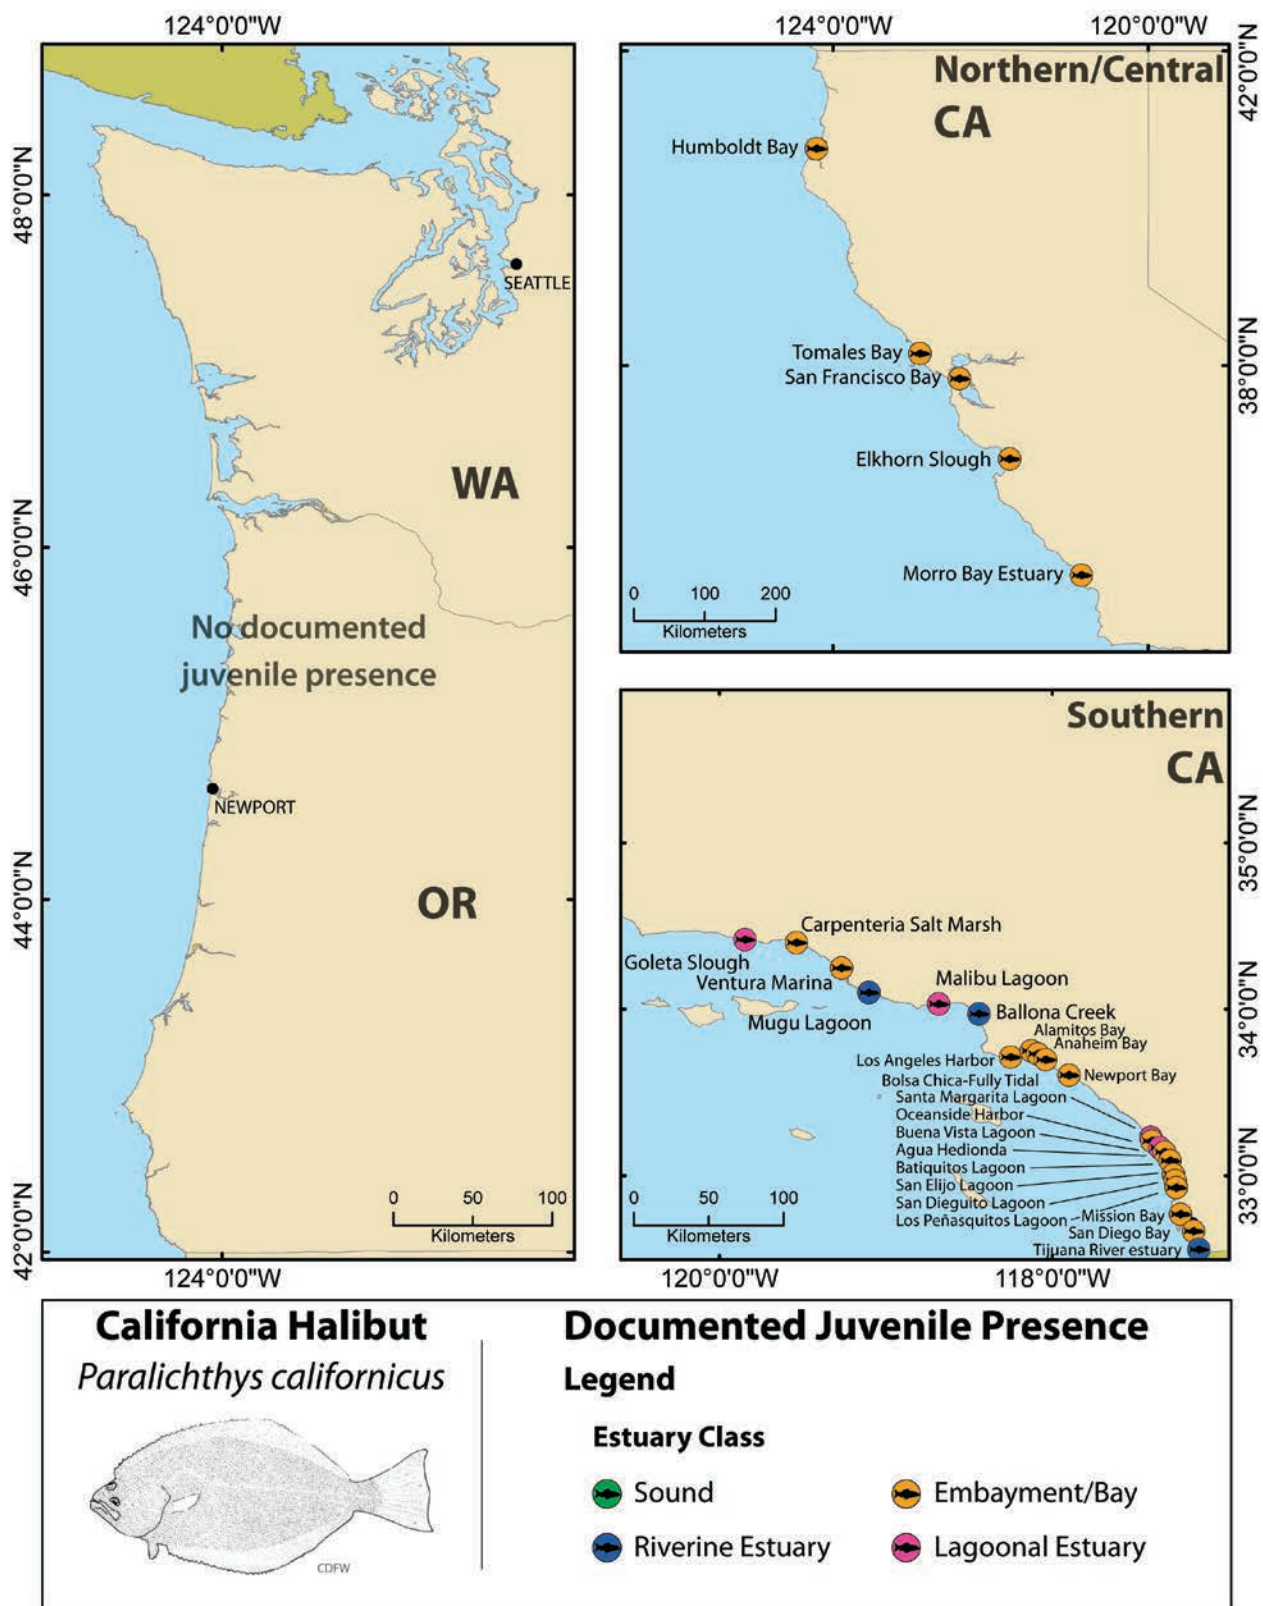 124°0'0"W
48°0'0"N
46°0'0"N
44°0'0"N
42°0'0"N
SEATTLE
WA
No documented
juvenile presence
NEWPORT
OR
0 50 100
Kilometers
124°0'0"W
124°0'0"W 120°0'0"W
Northern/Central
CA
42°0'0"N
38°0'0"N
Humboldt Bay
Tomales Bay
San Francisco Bay
Elkhorn Slough
Morro Bay Estuary
0 100 200
Kilometers
Southern
CA
35°0'0"N
34°0'0"N
33°0'0"N
Carpenteria Salt Marsh
Goleta Slough
Ventura Marina
Malibu Lagoon
Mugu Lagoon
Ballona Creek
Alamitos Bay
Anaheim Bay
Los Angeles Harbor
Newport Bay
Bolsa Chica-Fully Tidal
Santa Margarita Lagoon
Oceanside Harbor
Buena Vista Lagoon
Agua Hedionda
Batiquitos Lagoon
San Elijo Lagoon
San Dieguito Lagoon
Los Peñasquitos Lagoon
Mission Bay
San Diego Bay
Tijuana River estuary
0 50 100
Kilometers
120°0'0"W 118°0'0"W
California Halibut
Paralichthys californicus
CDFW
Documented Juvenile Presence
Legend
Estuary Class
Sound
Embayment/Bay
Riverine Estuary
Lagoonal Estuary